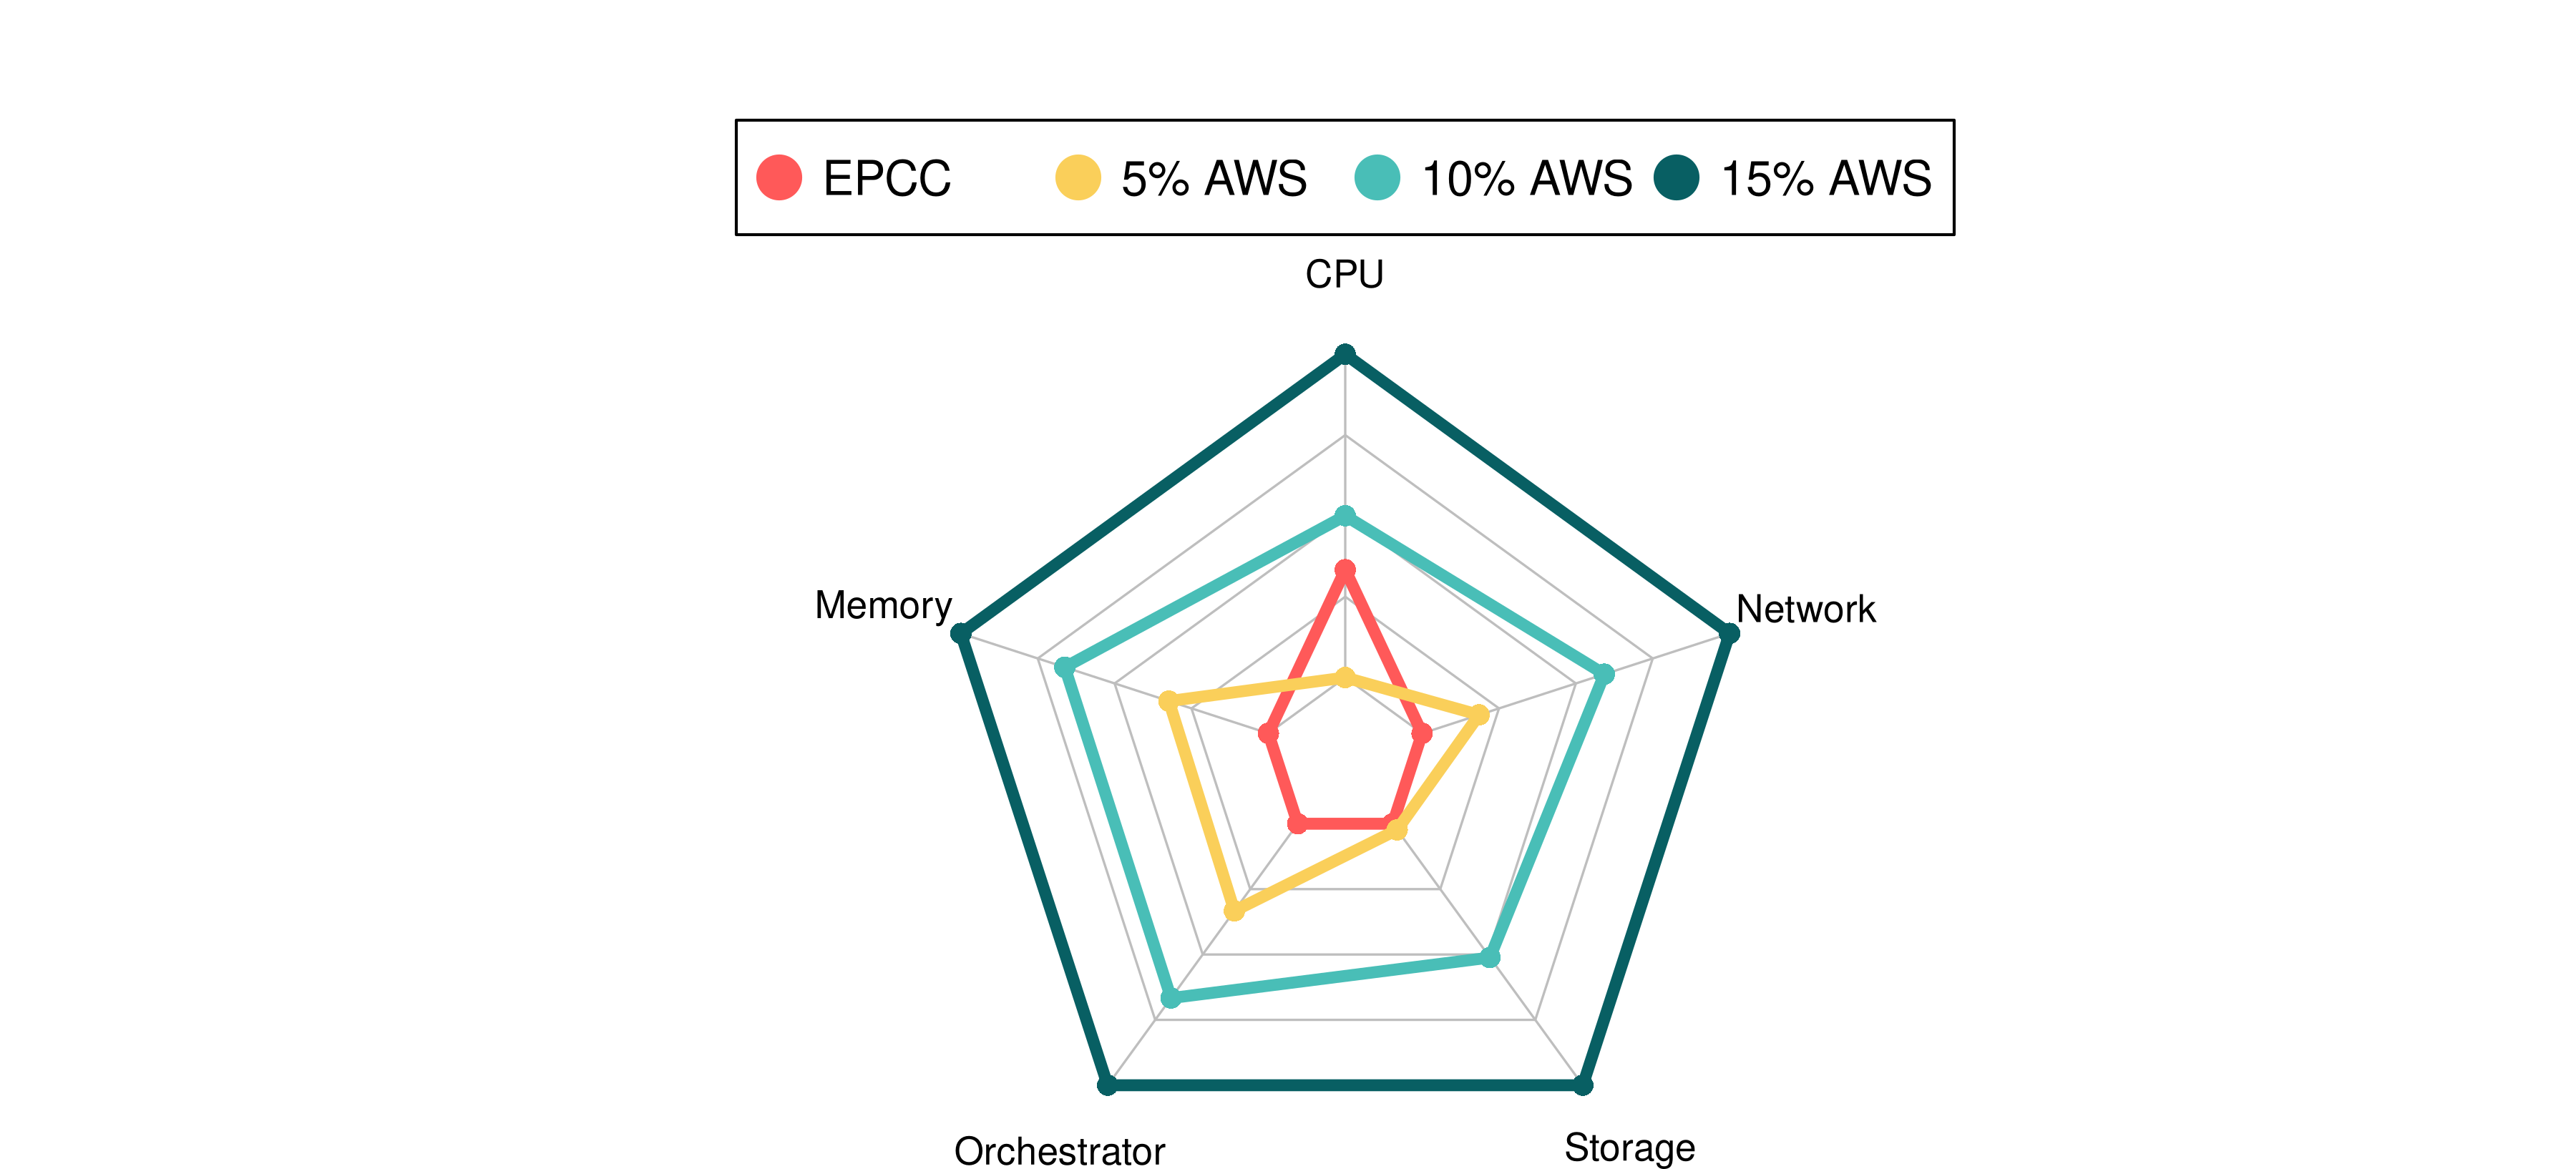 EPCC 5% AWS 10% AWS 15% AWS
CPU
Memory
Network
Orchestrator
Storage